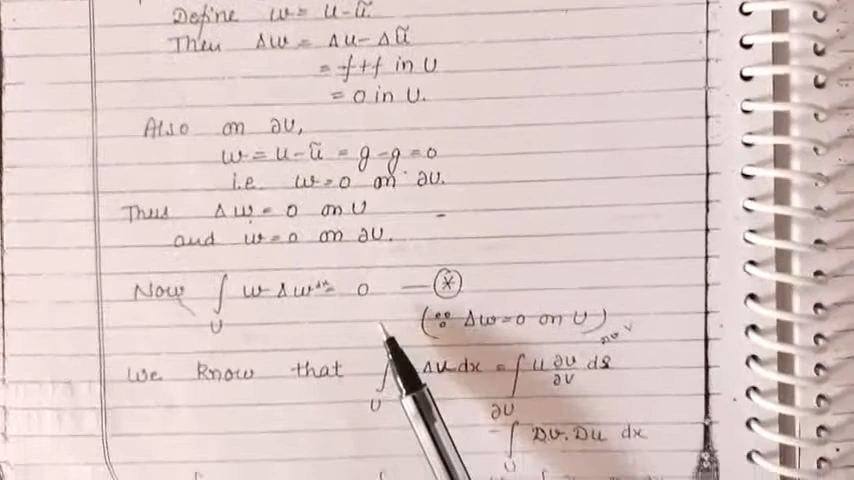 Define w = u - ũ.
Then Δw = Δu - Δũ
= -f + f in U
= 0 in U.
Also on ∂U,
w = u - ũ = g - g = 0
i.e. w = 0 on ∂U.
Thus Δw = 0 on U
and w = 0 on ∂U.
Now ∫_U w Δw dx = 0 — (*)
(∵ Δw = 0 on U)
We know that ∫_U Δu dx = ∫_∂U u ∂v/∂ν ds
- ∫_U Dv. Du dx